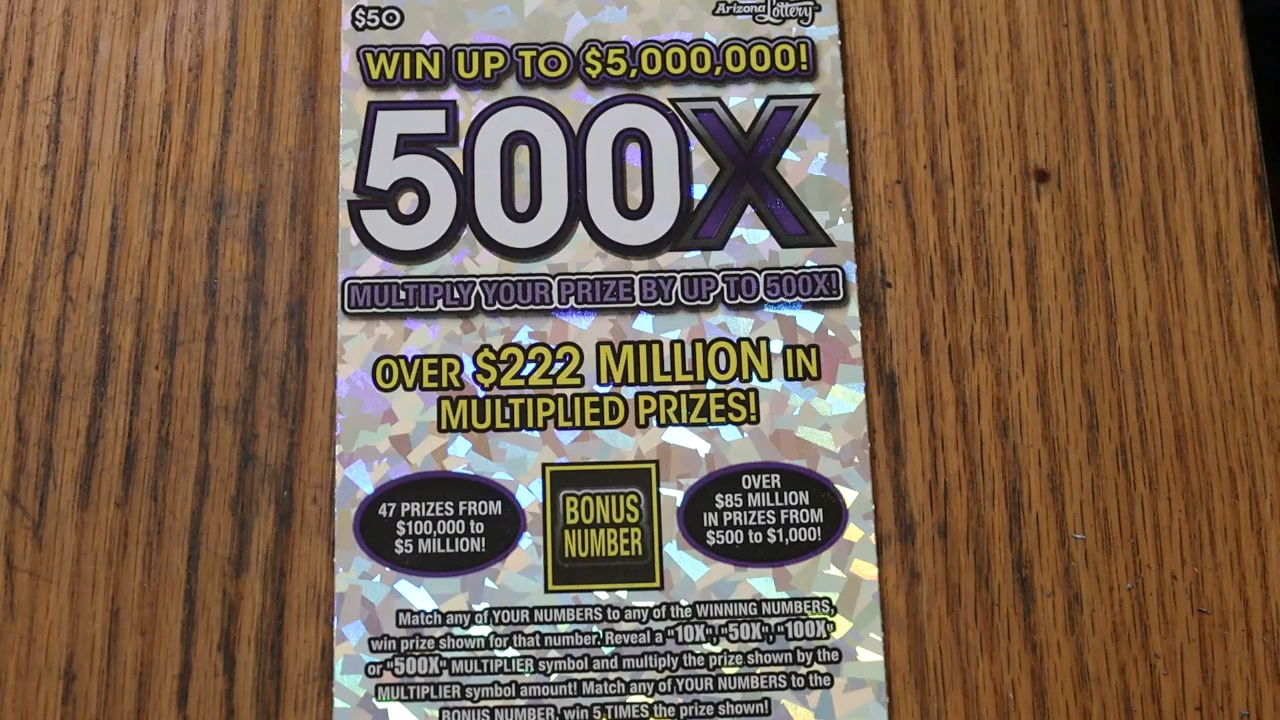 $50
Arizona Lottery
WIN UP TO $5,000,000!
500X
MULTIPLY YOUR PRIZE BY UP TO 500X!
OVER $222 MILLION IN
MULTIPLIED PRIZES!
47 PRIZES FROM
$100,000 to
$5 MILLION!
BONUS
NUMBER
OVER
$85 MILLION
IN PRIZES FROM
$500 to $1,000!
Match any of YOUR NUMBERS to any of the WINNING NUMBERS,
win prize shown for that number. Reveal a "10X", "50X", "100X"
or "500X" MULTIPLIER symbol and multiply the prize shown by the
MULTIPLIER symbol amount! Match any of YOUR NUMBERS to the
BONUS NUMBER, win 5 TIMES the prize shown!